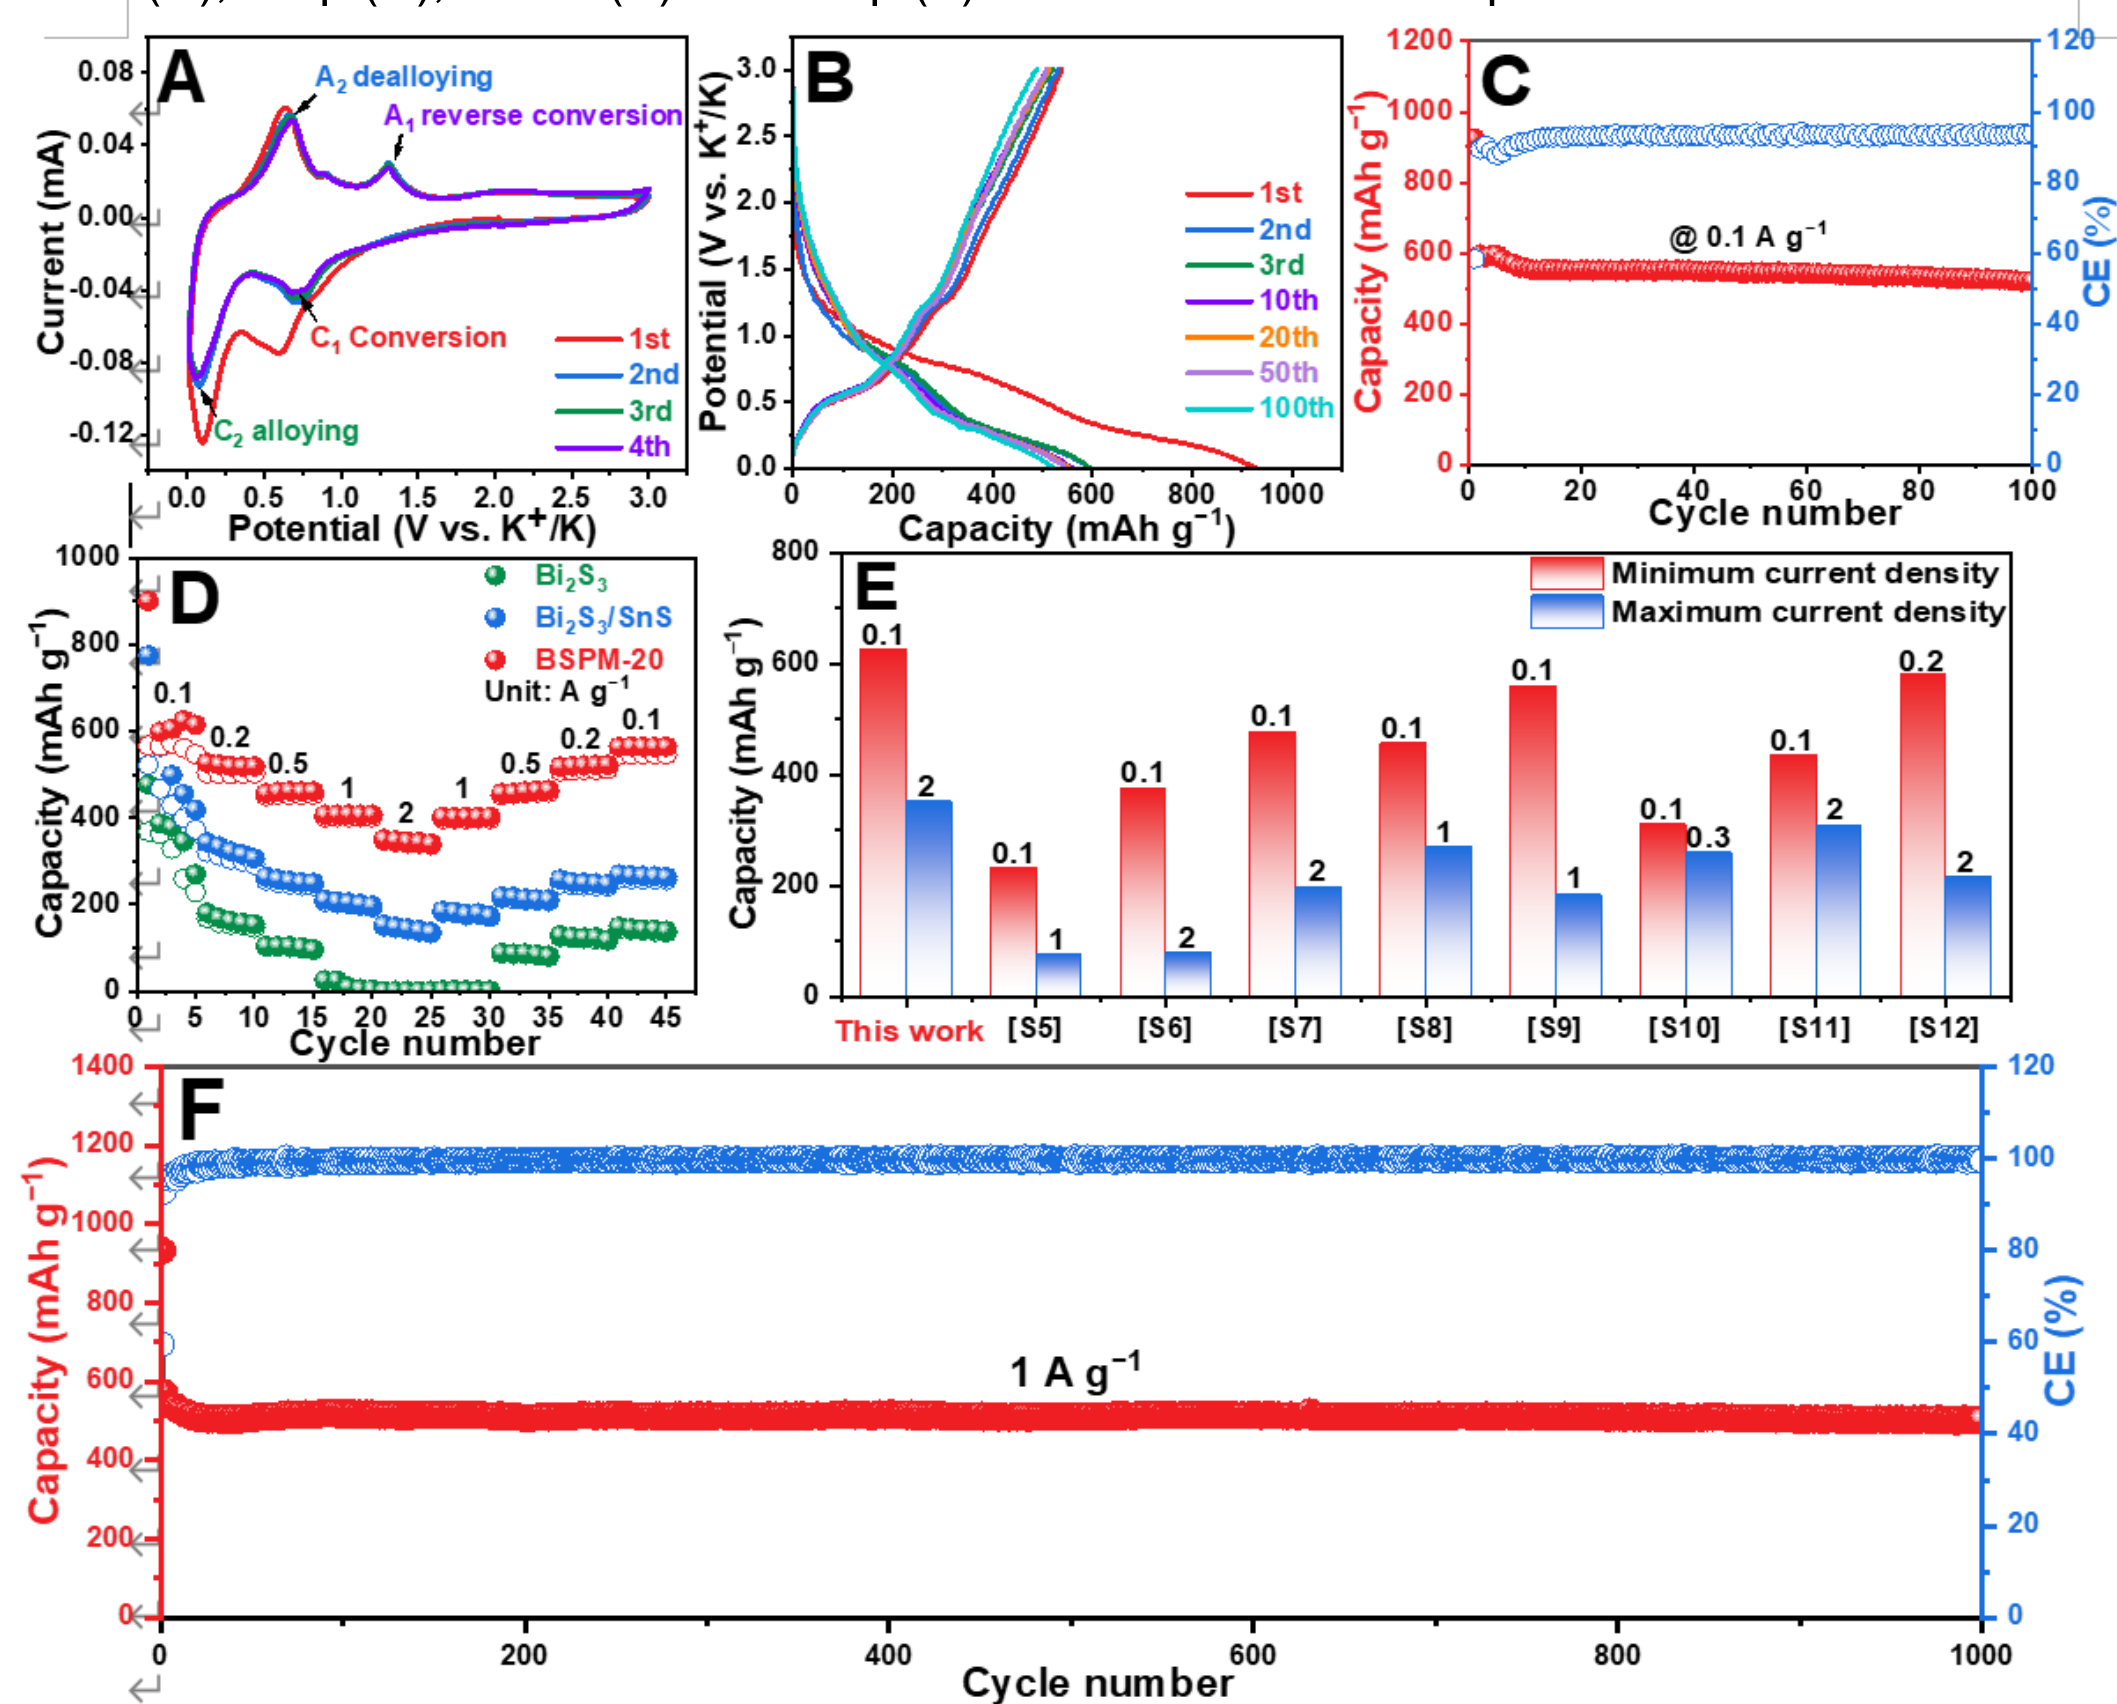 A
0.08
0.04
0.00
-0.04
-0.08
-0.12
Current (mA)
A₂ dealloying
A₁ reverse conversion
C₁ Conversion
C₂ alloying
1st
2nd
3rd
4th
0.0 0.5 1.0 1.5 2.0 2.5 3.0
Potential (V vs. K⁺/K)
B
3.0
2.5
2.0
1.5
1.0
0.5
0.0
Potential (V vs. K⁺/K)
1st
2nd
3rd
10th
20th
50th
100th
0 200 400 600 800 1000
Capacity (mAh g⁻¹)
C
1200
1000
800
600
400
200
0
Capacity (mAh g⁻¹)
@ 0.1 A g⁻¹
120
100
80
60
40
20
0
CE (%)
0 20 40 60 80 100
Cycle number
D
1000
800
600
400
200
0
Capacity (mAh g⁻¹)
Bi₂S₃
Bi₂S₃/SnS
BSPM-20
Unit: A g⁻¹
0.1
0.2
0.5
1
2
1
0.5
0.2
0.1
0 5 10 15 20 25 30 35 40 45
Cycle number
E
800
600
400
200
0
Capacity (mAh g⁻¹)
Minimum current density
Maximum current density
0.1 2
0.1 1
0.1 2
0.1 2
0.1 1
0.1 1
0.1 0.3
0.1 2
0.2 2
This work [S5] [S6] [S7] [S8] [S9] [S10] [S11] [S12]
F
1400
1200
1000
800
600
400
200
0
Capacity (mAh g⁻¹)
1 A g⁻¹
120
100
80
60
40
20
0
CE (%)
0 200 400 600 800 1000
Cycle number